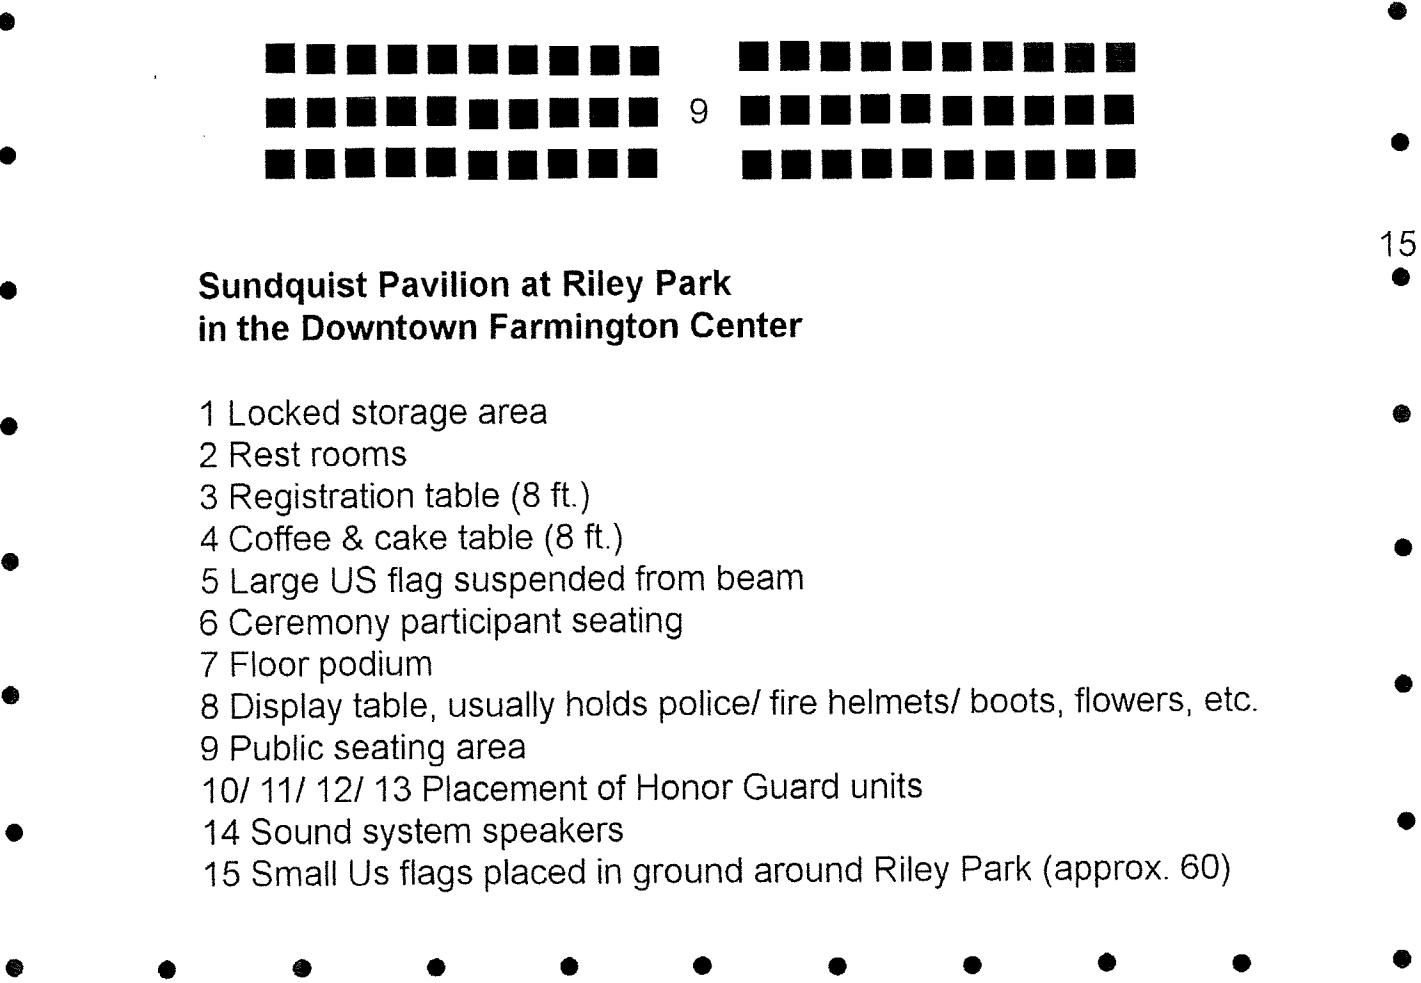 9
15
Sundquist Pavilion at Riley Park
in the Downtown Farmington Center
1 Locked storage area
2 Rest rooms
3 Registration table (8 ft.)
4 Coffee & cake table (8 ft.)
5 Large US flag suspended from beam
6 Ceremony participant seating
7 Floor podium
8 Display table, usually holds police/ fire helmets/ boots, flowers, etc.
9 Public seating area
10/ 11/ 12/ 13 Placement of Honor Guard units
14 Sound system speakers
15 Small Us flags placed in ground around Riley Park (approx. 60)